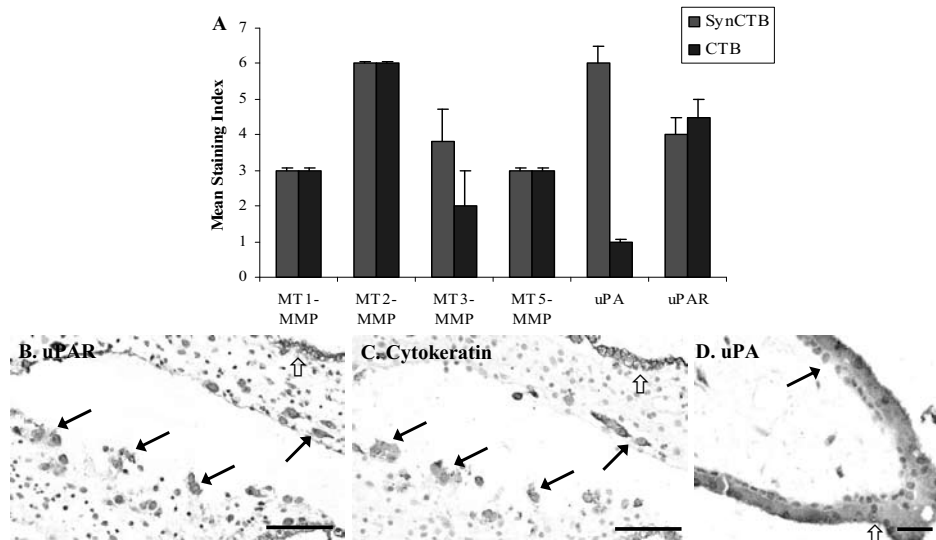 A
SynCTB
CTB
Mean Staining Index
7
6
5
4
3
2
1
0
MT1-
MMP
MT2-
MMP
MT3-
MMP
MT5-
MMP
uPA
uPAR
B. uPAR
C. Cytokeratin
D. uPA